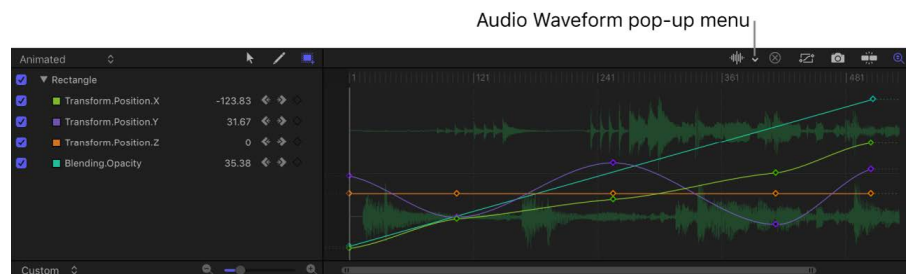 Audio Waveform pop-up menu
Animated
Rectangle
1 121 241 361 481
Transform.Position.X -123.83
Transform.Position.Y 31.67
Transform.Position.Z 0
Blending.Opacity 35.38
Custom